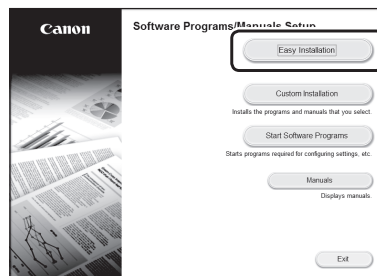 Canon
Software Programs/Manuals Setup
Easy Installation
Custom Installation
Installs the programs and manuals that you select.
Start Software Programs
Starts programs required for configuring settings, etc.
Manuals
Displays manuals.
Exit